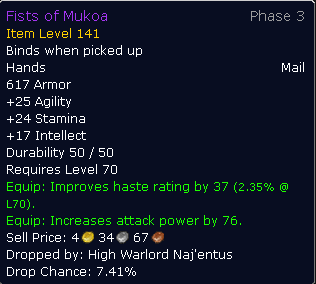 Fists of Mukoa Phase 3
Item Level 141
Binds when picked up
Hands Mail
617 Armor
+25 Agility
+24 Stamina
+17 Intellect
Durability 50 / 50
Requires Level 70
Equip: Improves haste rating by 37 (2.35% @
L70).
Equip: Increases attack power by 76.
Sell Price: 4 34 67
Dropped by: High Warlord Naj'entus
Drop Chance: 7.41%